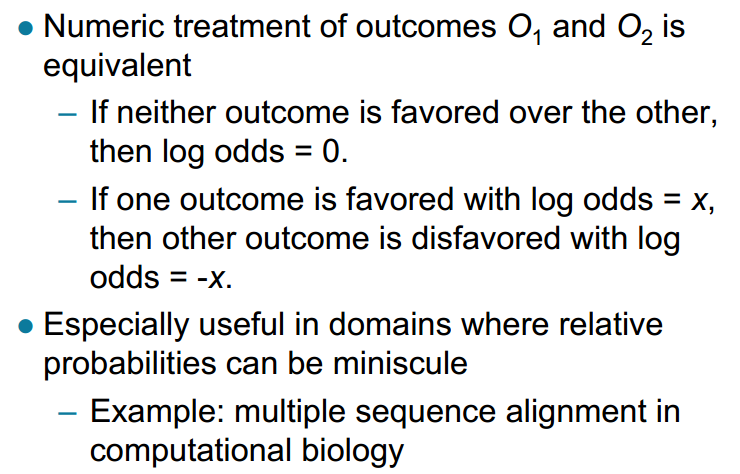 ● Numeric treatment of outcomes O₁ and O₂ is
equivalent
– If neither outcome is favored over the other,
then log odds = 0.
– If one outcome is favored with log odds = x,
then other outcome is disfavored with log
odds = -x.
● Especially useful in domains where relative
probabilities can be miniscule
– Example: multiple sequence alignment in
computational biology